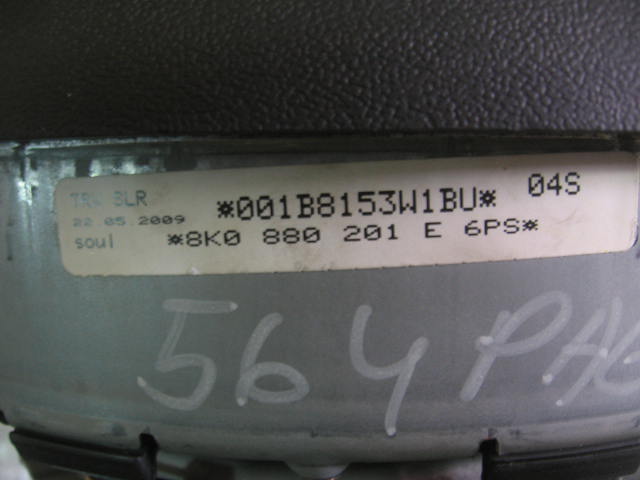 TRW SLR *001B8153W1BU* 04S
22.05.2009
soul *8K0 880 201 E 6PS*
564